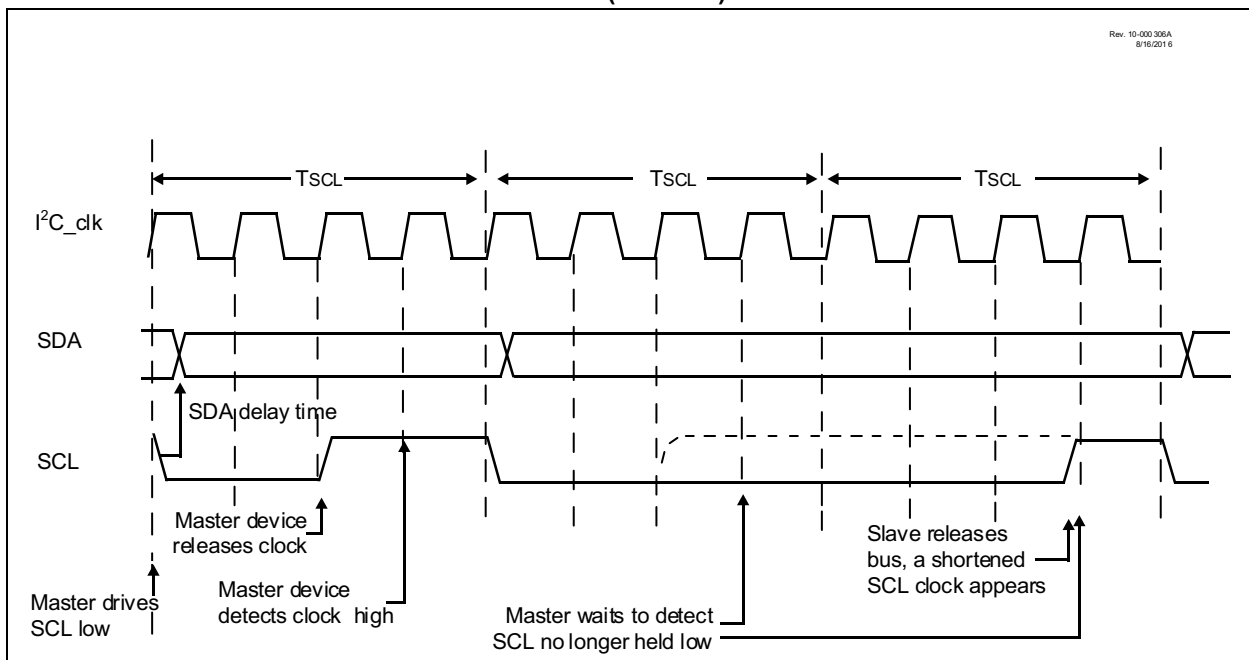 Rev. 10-000 306A
8/16/201 6
TSCL
TSCL
TSCL
I2C_clk
SDA
SDA delay time
SCL
Master device
releases clock
Master drives
SCL low
Master device
detects clock high
Master waits to detect
SCL no longer held low
Slave releases
bus, a shortened
SCL clock appears